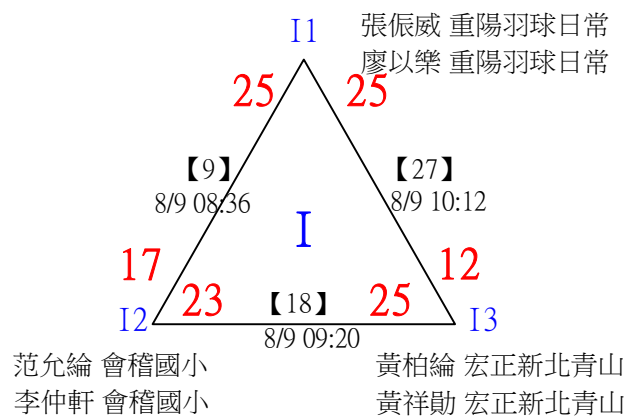 I1
張侲威 重陽羽球日常
廖以樂 重陽羽球日常
25
25
【9】
8/9 08:36
【27】
8/9 10:12
I
17
12
I2
23
【18】
25
I3
8/9 09:20
范允綸 會稽國小
李仲軒 會稽國小
黃柏綸 宏正新北青山
黃祥勛 宏正新北青山